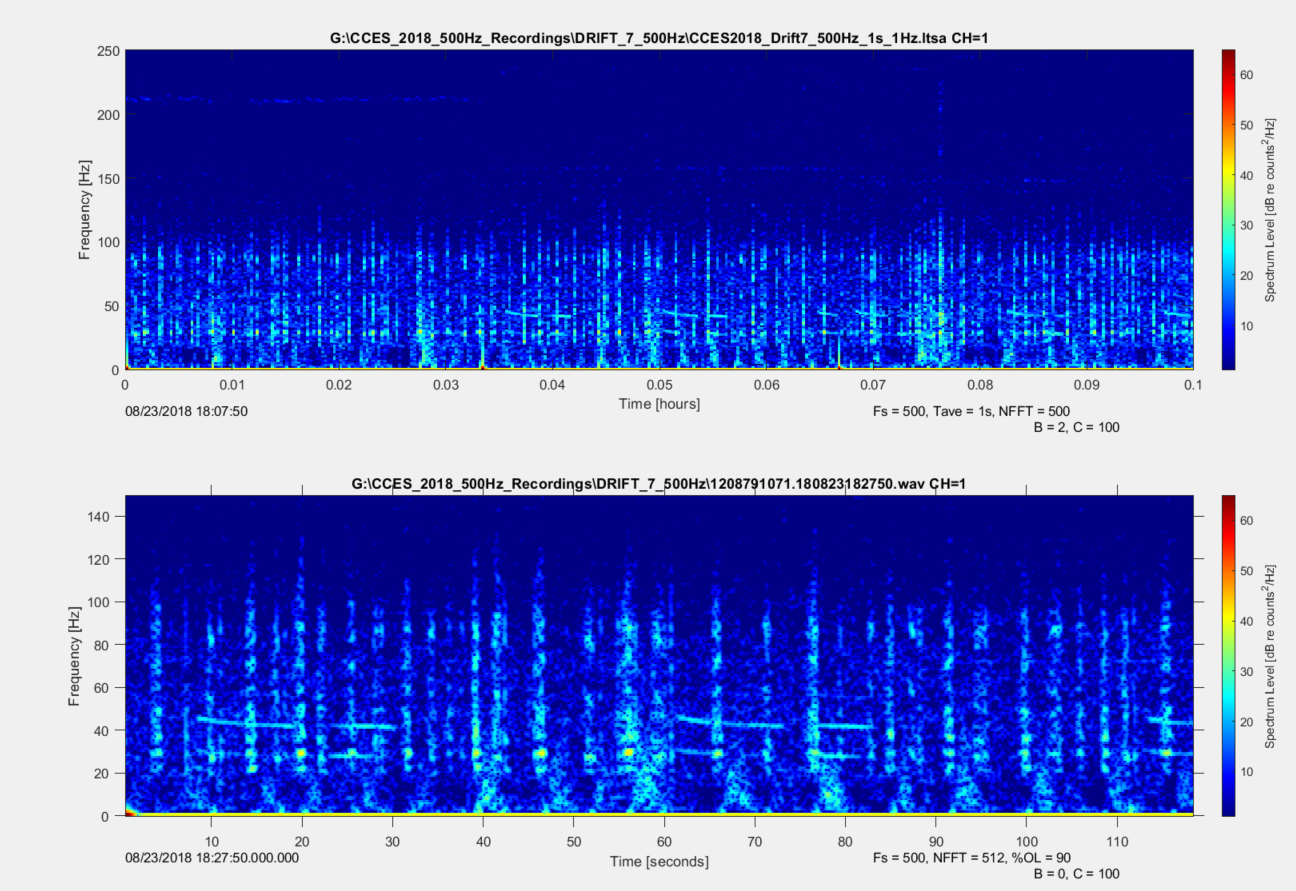 G:\CCES_2018_500Hz_Recordings\DRIFT_7_500Hz\CCES2018_Drift7_500Hz_1s_1Hz.ltsa CH=1
250
200
150
100
50
0
Frequency [Hz]
0 0.01 0.02 0.03 0.04 0.05 0.06 0.07 0.08 0.09 0.1
Time [hours]
08/23/2018 18:07:50
Fs = 500, Tave = 1s, NFFT = 500
B = 2, C = 100
60
50
40
30
20
10
Spectrum Level [dB re counts²/Hz]
G:\CCES_2018_500Hz_Recordings\DRIFT_7_500Hz\1208791071.180823182750.wav CH=1
140
120
100
80
60
40
20
0
Frequency [Hz]
10 20 30 40 50 60 70 80 90 100 110
Time [seconds]
08/23/2018 18:27:50.000.000
Fs = 500, NFFT = 512, %OL = 90
B = 0, C = 100
60
50
40
30
20
10
Spectrum Level [dB re counts²/Hz]